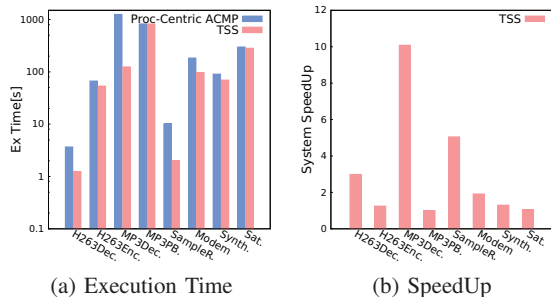 Proc-Centric ACMP
TSS
Ex Time[s]
1000
100
10
1
0.1
H263Dec.
H263Enc.
MP3Dec.
MP3PB.
SampleR.
Modem
Synth.
Sat.
(a) Execution Time
TSS
System SpeedUp
12
10
8
6
4
2
0
H263Dec.
H263Enc.
MP3Dec.
MP3PB.
SampleR.
Modem
Synth.
Sat.
(b) SpeedUp